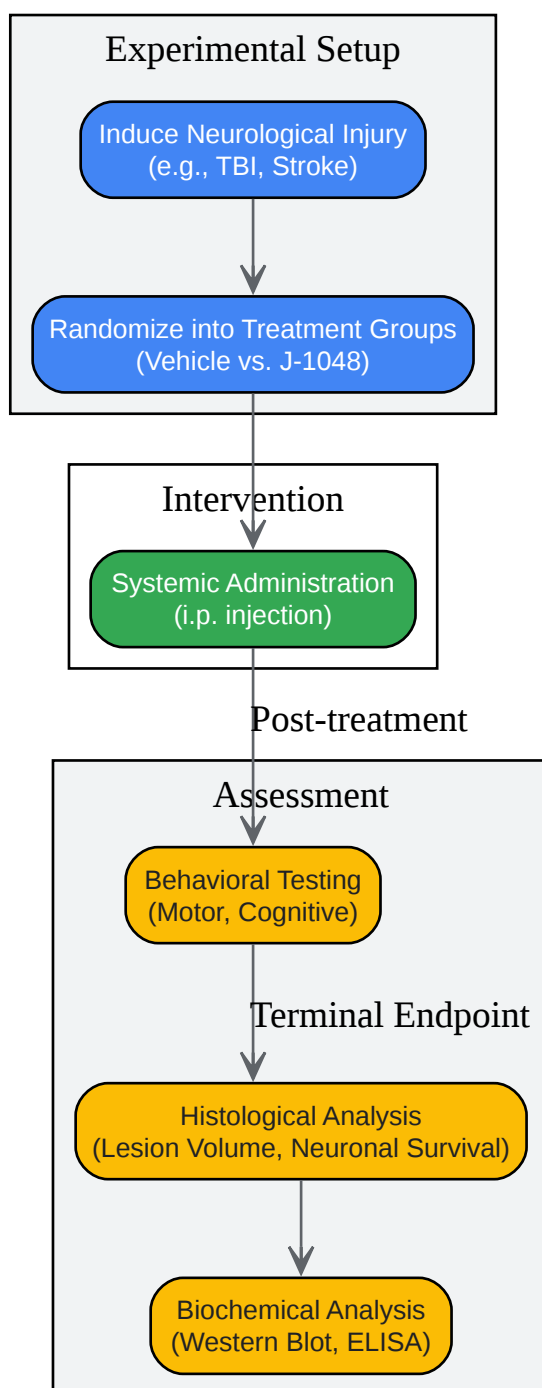 Experimental Setup
Induce Neurological Injury
(e.g., TBI, Stroke)
Randomize into Treatment Groups
(Vehicle vs. J-1048)
Intervention
Systemic Administration
(i.p. injection)
Post-treatment
Assessment
Behavioral Testing
(Motor, Cognitive)
Terminal Endpoint
Histological Analysis
(Lesion Volume, Neuronal Survival)
Biochemical Analysis
(Western Blot, ELISA)